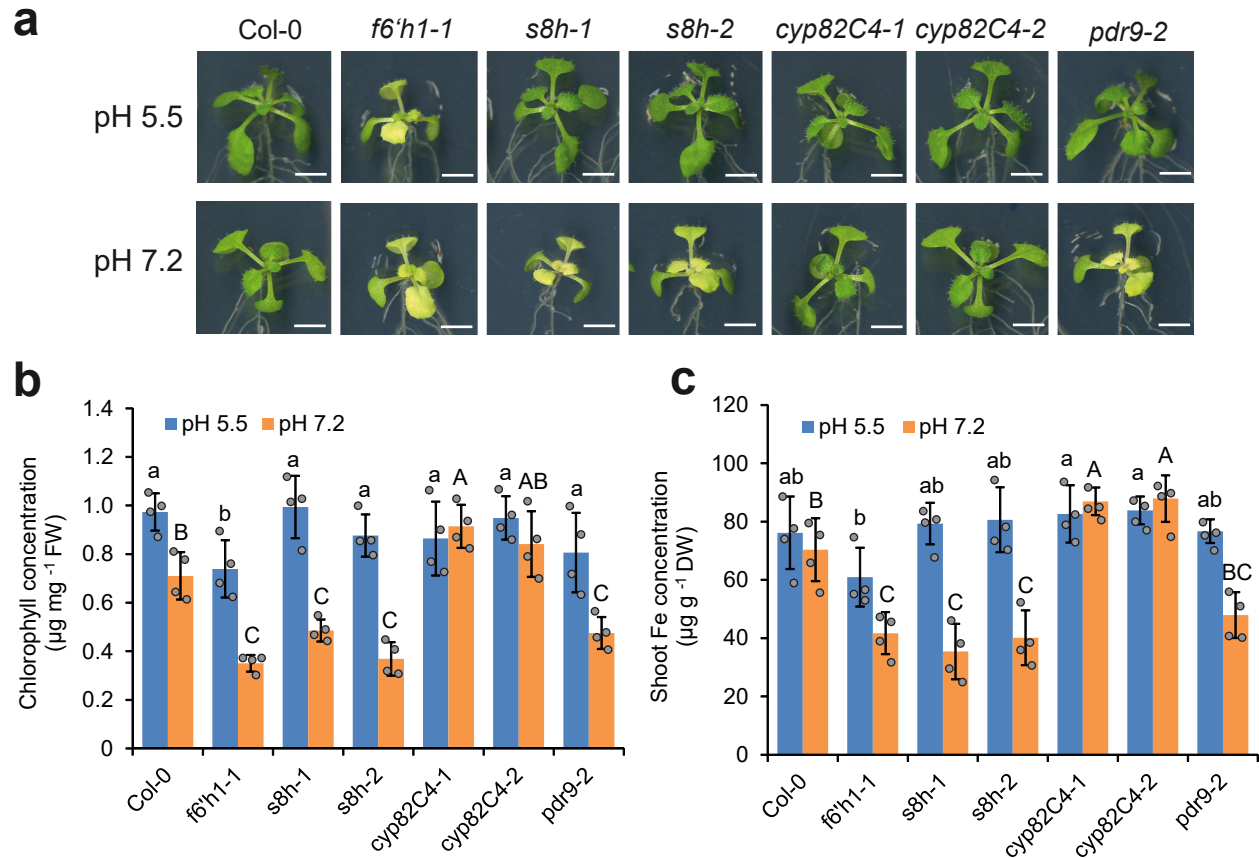 a
Col-0 f6‘h1-1 s8h-1 s8h-2 cyp82C4-1 cyp82C4-2 pdr9-2
pH 5.5
pH 7.2
b
Chlorophyll concentration
(µg mg -1 FW)
1.4
1.2
1.0
0.8
0.6
0.4
0.2
0
pH 5.5 pH 7.2
a B b C a C a C a A a AB a C
Col-0 f6'h1-1 s8h-1 s8h-2 cyp82C4-1 cyp82C4-2 pdr9-2
c
Shoot Fe concentration
(µg g -1 DW)
120
100
80
60
40
20
0
pH 5.5 pH 7.2
ab B b C ab C ab C a A a A ab BC
Col-0 f6'h1-1 s8h-1 s8h-2 cyp82C4-1 cyp82C4-2 pdr9-2